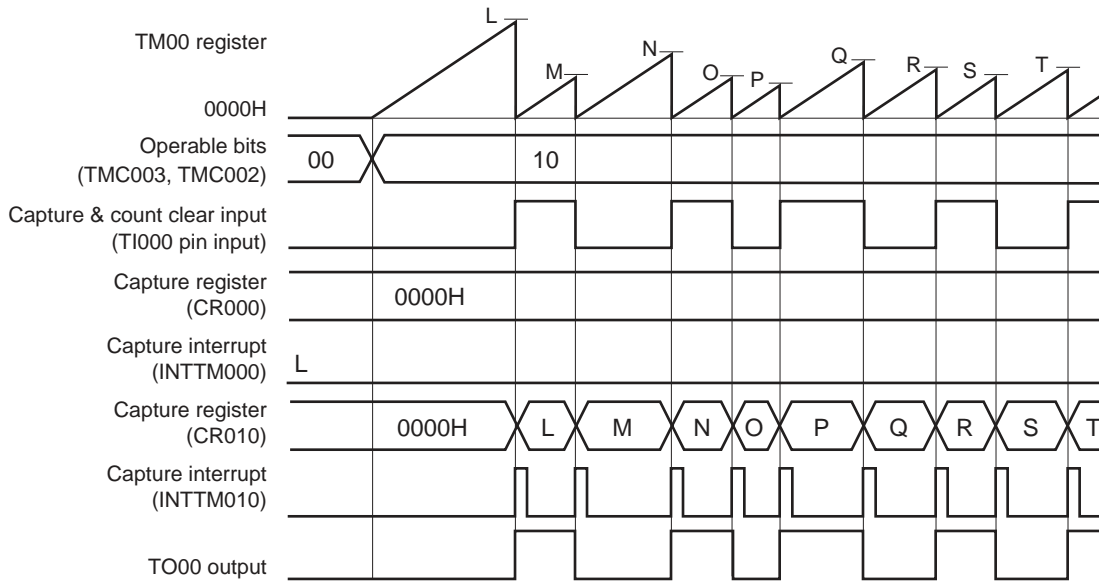 TM00 register
L
M
N
O
P
Q
R
S
T
0000H
Operable bits
(TMC003, TMC002)
00
10
Capture & count clear input
(TI000 pin input)
Capture register
(CR000)
0000H
Capture interrupt
(INTTM000)
L
Capture register
(CR010)
0000H
L
M
N
O
P
Q
R
S
T
Capture interrupt
(INTTM010)
TO00 output